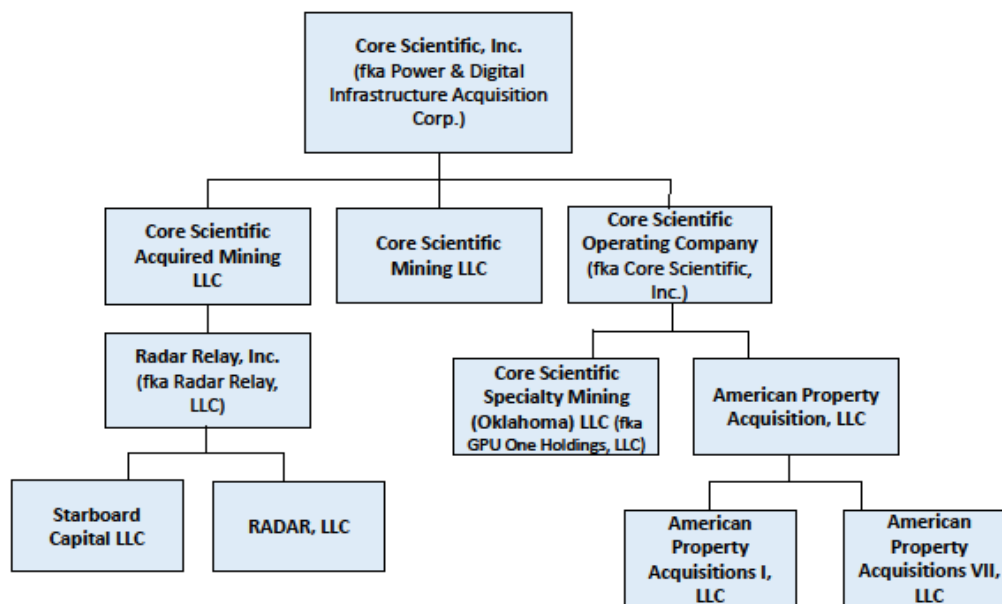 Core Scientific, Inc.
(fka Power & Digital
Infrastructure Acquisition
Corp.)
Core Scientific
Acquired Mining
LLC
Core Scientific
Mining LLC
Core Scientific
Operating Company
(fka Core Scientific,
Inc.)
Radar Relay, Inc.
(fka Radar Relay,
LLC)
Core Scientific
Specialty Mining
(Oklahoma) LLC (fka
GPU One Holdings, LLC)
American Property
Acquisition, LLC
Starboard
Capital LLC
RADAR, LLC
American
Property
Acquisitions I,
LLC
American
Property
Acquisitions VII,
LLC